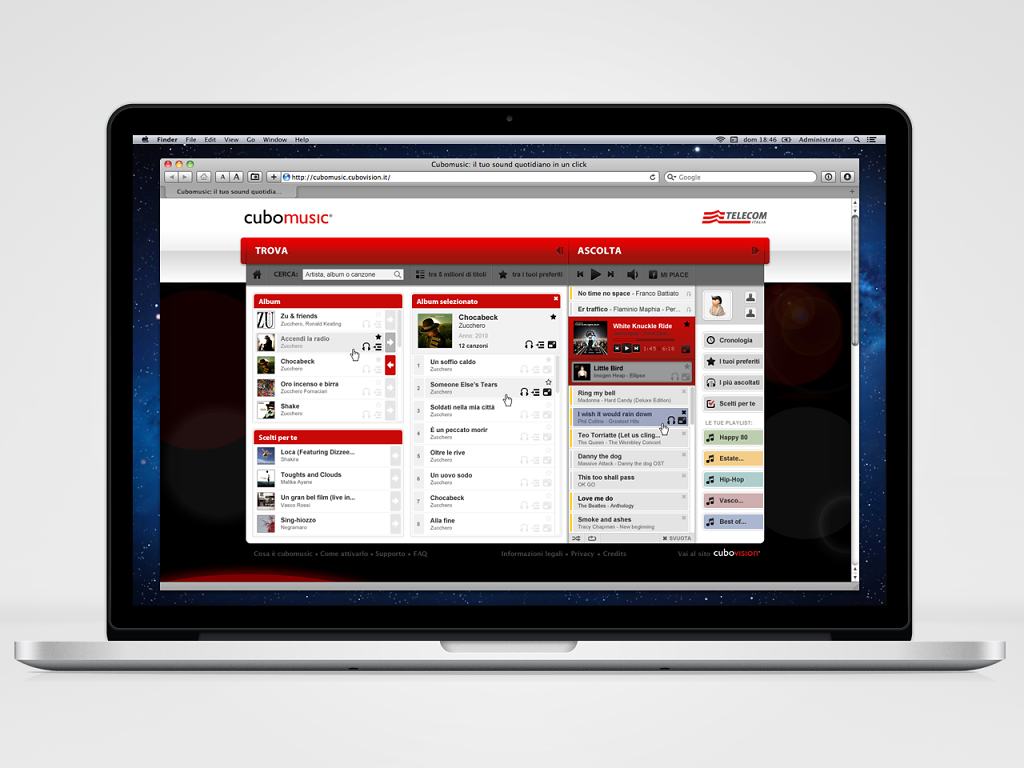 Finder File Edit View Go Window Help
dom 18:46 Administrator
Cubomusic: il tuo sound quotidiano in un click
A A + http://cubomusic.cubovision.it/
Google
Cubomusic: il tuo sound quotidia...
cubomusic
TELECOM
ITALIA
TROVA
ASCOLTA
CERCA: Artista, album o canzone
tra 6 milioni di titoli
tra i tuoi preferiti
MI PIACE
Album
Zu & friends
Zucchero, Ronald Keating
Accendi la radio
Zucchero
Chocabeck
Zucchero
Oro incenso e birra
Zucchero Fornacian
Shake
Zucchero
Scelti per te
Loca (Featuring Dizzee...
Shakira
Toughts and Clouds
Malika Ayane
Un gran bel film (live in...
Vasco Rossi
Sing-hiozzo
Negramaro
Album selezionato
Chocabeck
Zucchero
Anno: 2010
12 canzoni
1 Un soffio caldo
Zucchero
2 Someone Else's Tears
Zucchero
3 Soldati nella mia città
Zucchero
4 È un peccato morir
Zucchero
5 Oltre le rive
Zucchero
6 Un uovo sodo
Zucchero
7 Chocabeck
Zucchero
8 Alla fine
Zucchero
No time no space - Franco Battiato
Er traffico - Flaminio Maphia - Per...
White Knuckle Ride
1:45 - 6:16
Little Bird
Imogen Heap - Ellipse
Ring my bell
Madonna - Hard Candy (Deluxe Edition)
I wish it would rain down
Phil Collins - Greatest Hits
Teo Torriatte (Let us cling...
The Queen - The Wembley Concert
Danny the dog
Massive Attack - Danny the dog OST
This too shall pass
OK GO
Love me do
The Beatles - Anthology
Smoke and ashes
Tracy Chapman - New beginning
SVUOTA
Cronologia
I tuoi preferiti
I più ascoltati
Scelti per te
LE TUE PLAYLIST:
Happy 80
Estate...
Hip-Hop
Vasco...
Best of...
Cosa è cubomusic • Come attivarlo • Supporto • FAQ
Informazioni legali • Privacy • Credits
Vai al sito cubovision